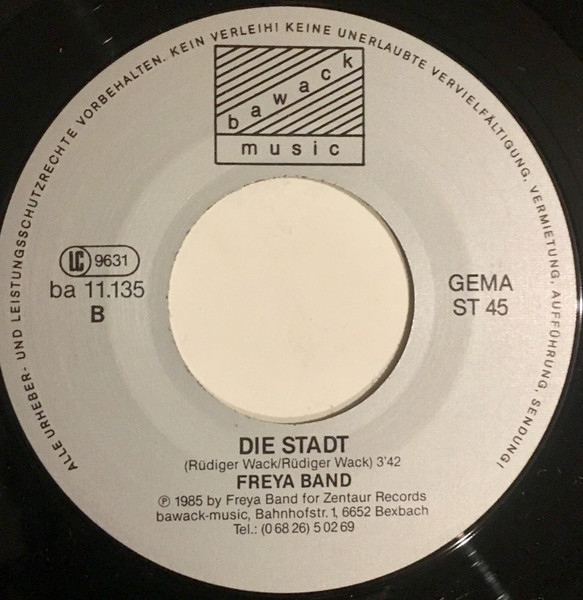 ALLE URHEBER- UND LEISTUNGSSCHUTZRECHTE VORBEHALTEN. KEIN VERLEIH! KEINE UNERLAUBTE VERVIELFÄLTIGUNG, VERMIETUNG, AUFFÜHRUNG, SENDUNG!
bawack
music
LC 9631
ba 11.135
B
GEMA
ST 45
DIE STADT
(Rüdiger Wack/Rüdiger Wack) 3'42
FREYA BAND
℗ 1985 by Freya Band for Zentaur Records
bawack-music, Bahnhofstr. 1, 6652 Bexbach
Tel.: (0 68 26) 5 02 69